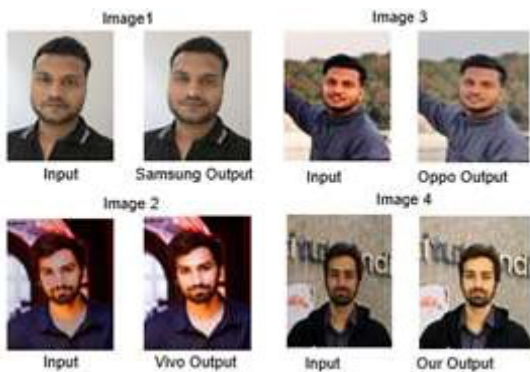 Image1
Image 3
Input
Samsung Output
Input
Oppo Output
Image 2
Image 4
Input
Vivo Output
Input
Our Output